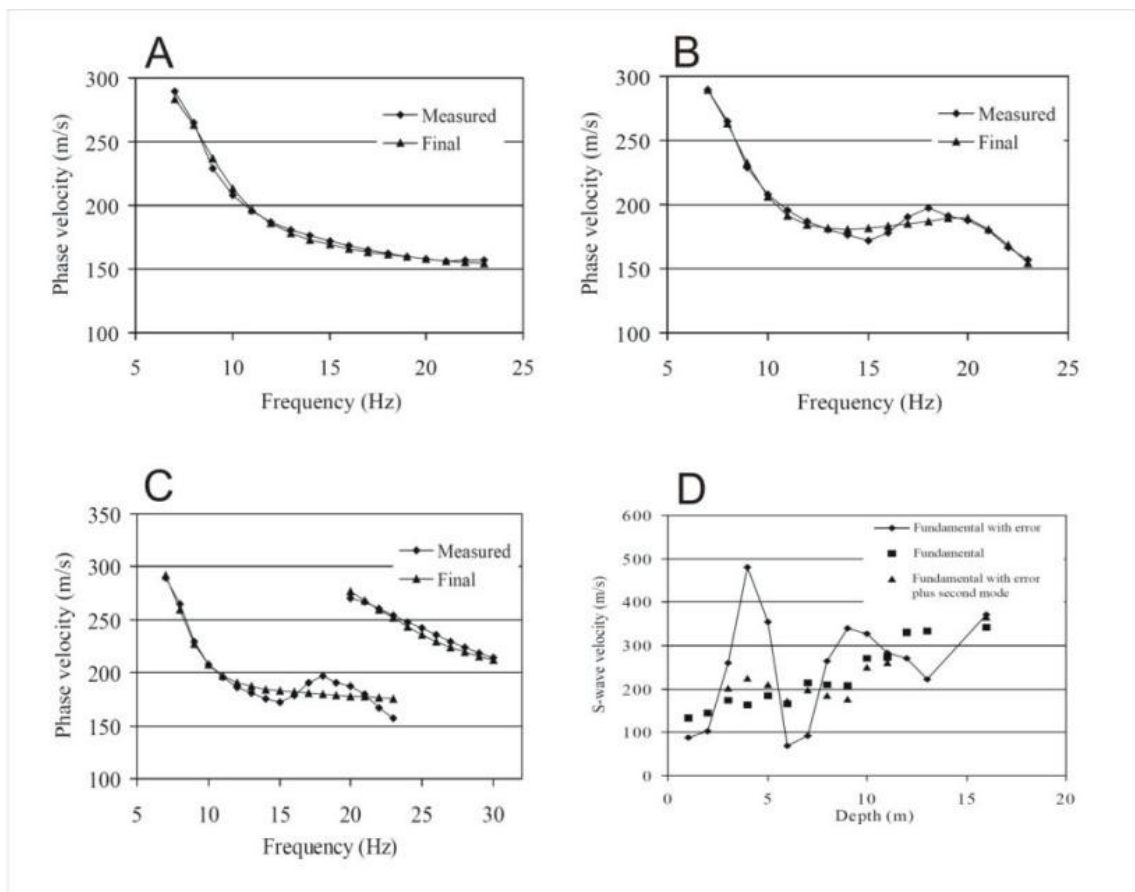 A
300
250
200
150
100
Phase velocity (m/s)
Measured
Final
5 10 15 20 25
Frequency (Hz)
B
300
250
200
150
100
Phase velocity (m/s)
Measured
Final
5 10 15 20 25
Frequency (Hz)
C
350
300
250
200
150
100
Phase velocity (m/s)
Measured
Final
5 10 15 20 25 30
Frequency (Hz)
D
600
500
400
300
200
100
0
S-wave velocity (m/s)
Fundamental with error
Fundamental
Fundamental with error
plus second mode
0 5 10 15 20
Depth (m)